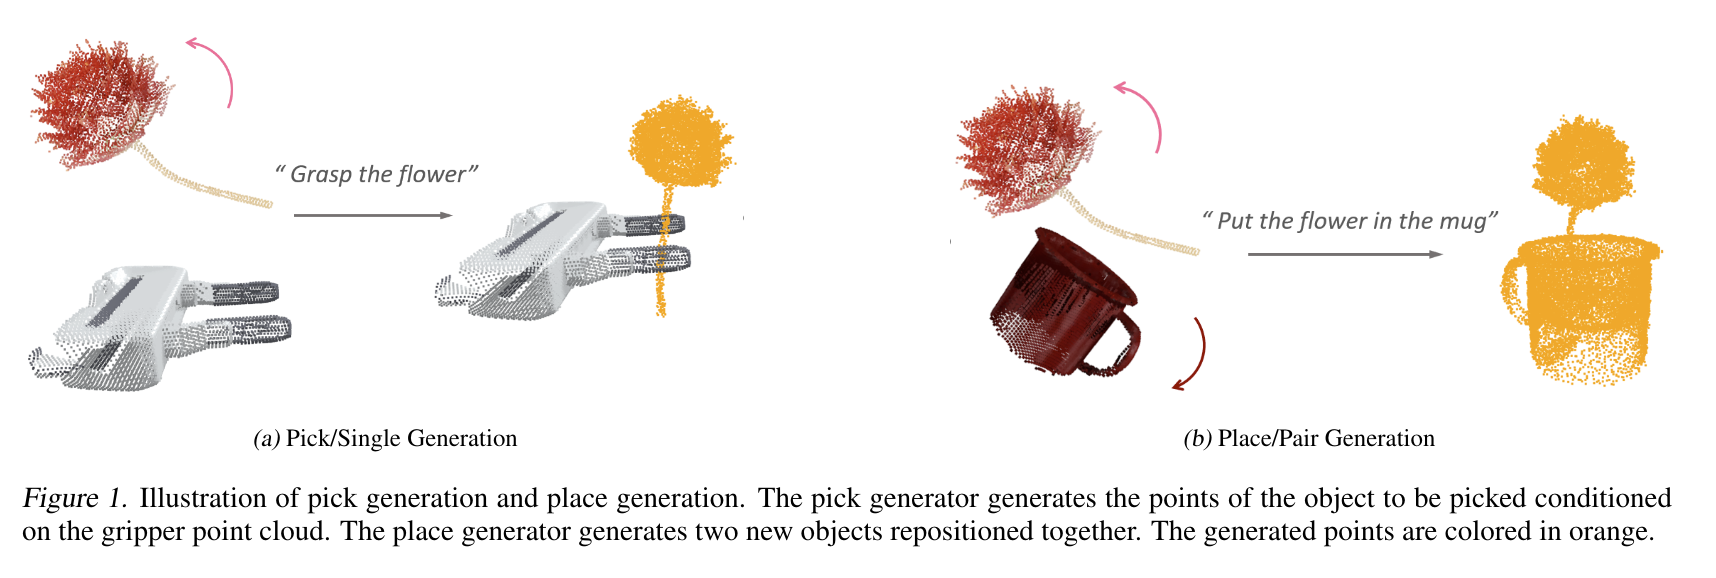 “ Grasp the flower”
“ Put the flower in the mug”
(a) Pick/Single Generation
(b) Place/Pair Generation
Figure 1. Illustration of pick generation and place generation. The pick generator generates the points of the object to be picked conditioned
on the gripper point cloud. The place generator generates two new objects repositioned together. The generated points are colored in orange.